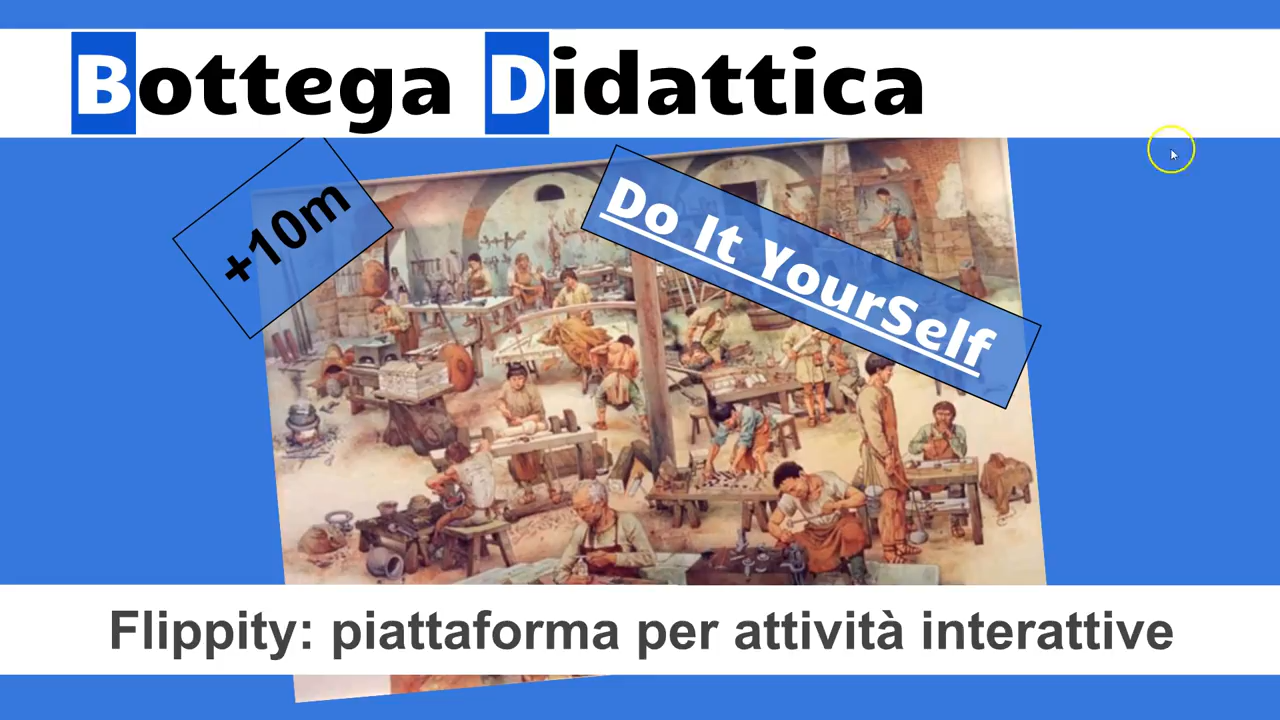 Bottega Didattica
+10m
Do It YourSelf
Flippity: piattaforma per attività interattive